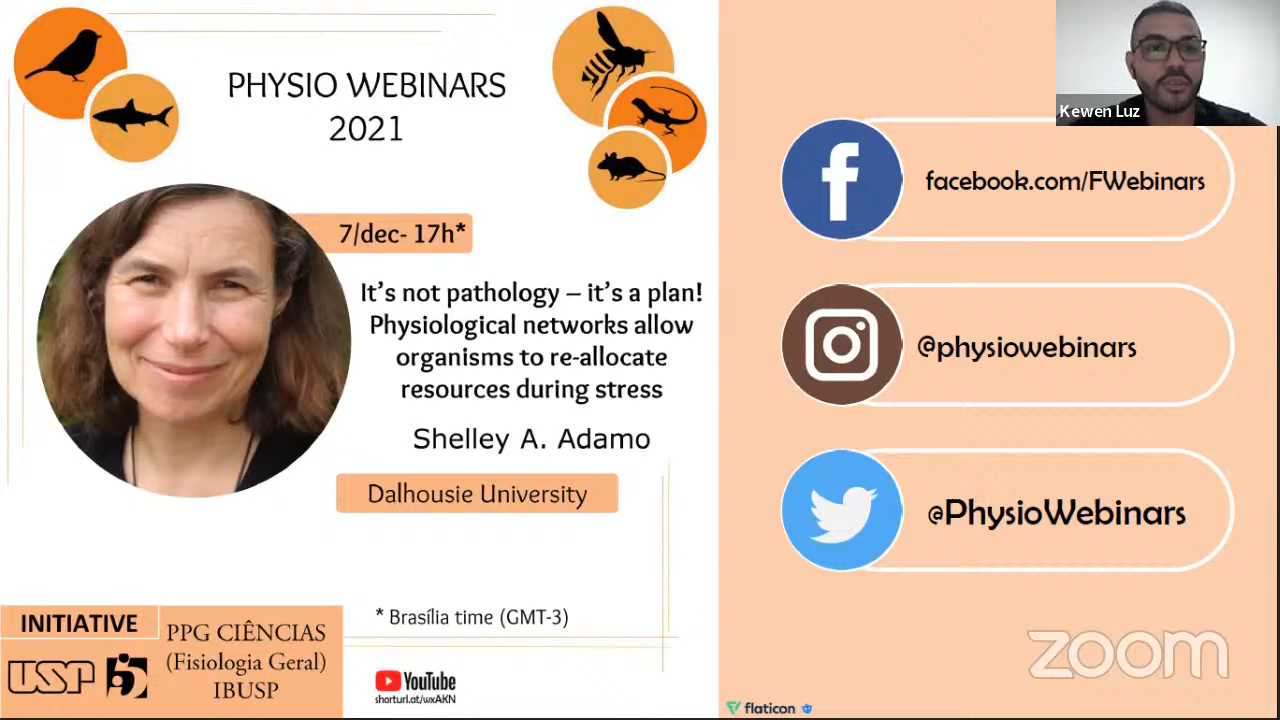 PHYSIO WEBINARS
2021
7/dec- 17h*
It's not pathology – it's a plan!
Physiological networks allow
organisms to re-allocate
resources during stress
Shelley A. Adamo
Dalhousie University
* Brasília time (GMT-3)
INITIATIVE
USP
PPG CIÊNCIAS
(Fisiologia Geral)
IBUSP
YouTube
shorturl.at/wxAKN
Kewen Luz
facebook.com/FWebinars
@physiowebinars
@PhysioWebinars
zoom
flaticon